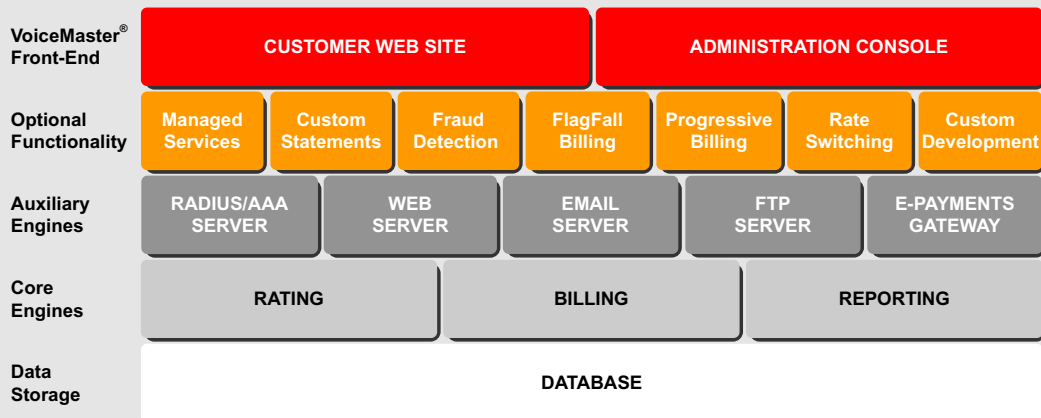 VoiceMaster®
Front-End
CUSTOMER WEB SITE
ADMINISTRATION CONSOLE
Optional
Functionality
Managed
Services
Custom
Statements
Fraud
Detection
FlagFall
Billing
Progressive
Billing
Rate
Switching
Custom
Development
Auxiliary
Engines
RADIUS/AAA
SERVER
WEB
SERVER
EMAIL
SERVER
FTP
SERVER
E-PAYMENTS
GATEWAY
Core
Engines
RATING
BILLING
REPORTING
Data
Storage
DATABASE